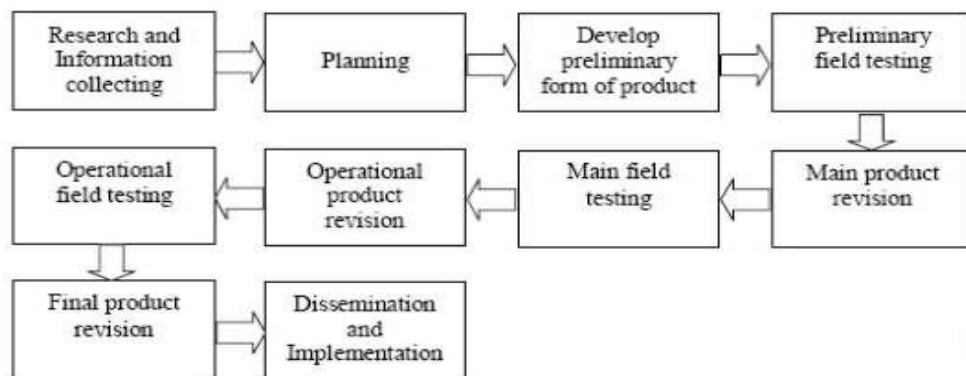 Research and
Information
collecting
Planning
Develop
preliminary
form of product
Preliminary
field testing
Main product
revision
Main field
testing
Operational
product
revision
Operational
field testing
Final product
revision
Dissemination
and
Implementation